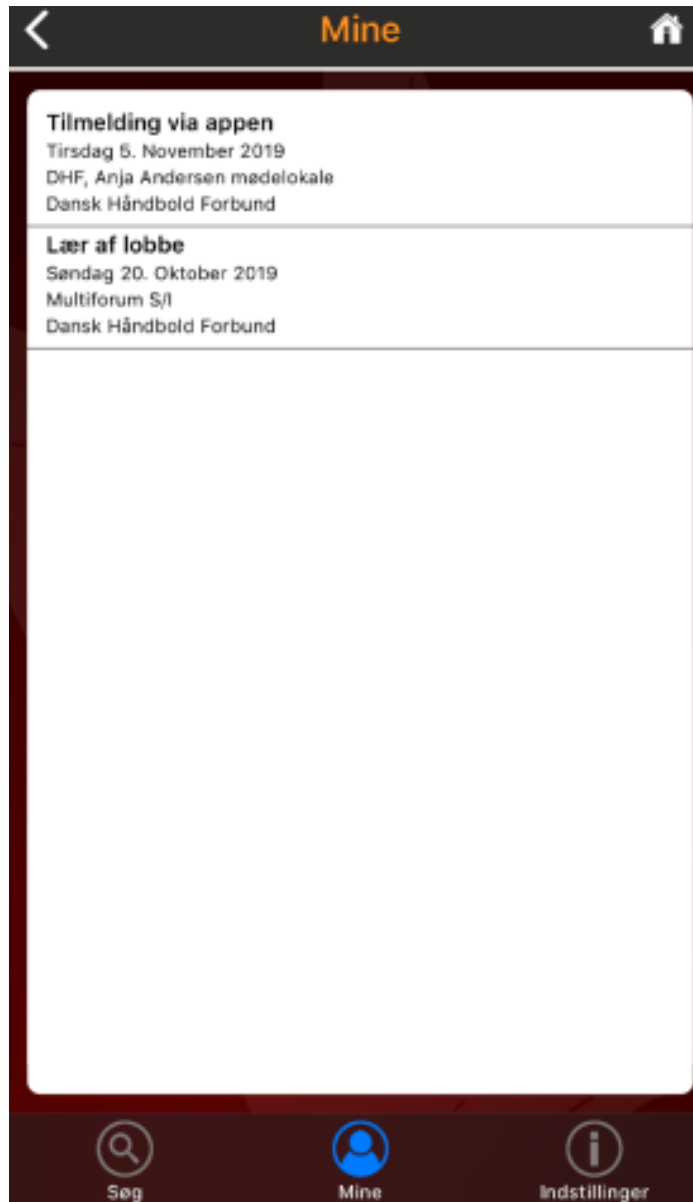 Mine
Tilmelding via appen
Tirsdag 5. November 2019
DHF, Anja Andersen mødelokale
Dansk Håndbold Forbund
Lær af lobbe
Søndag 20. Oktober 2019
Multiforum S/I
Dansk Håndbold Forbund
Søg
Mine
Indstillinger